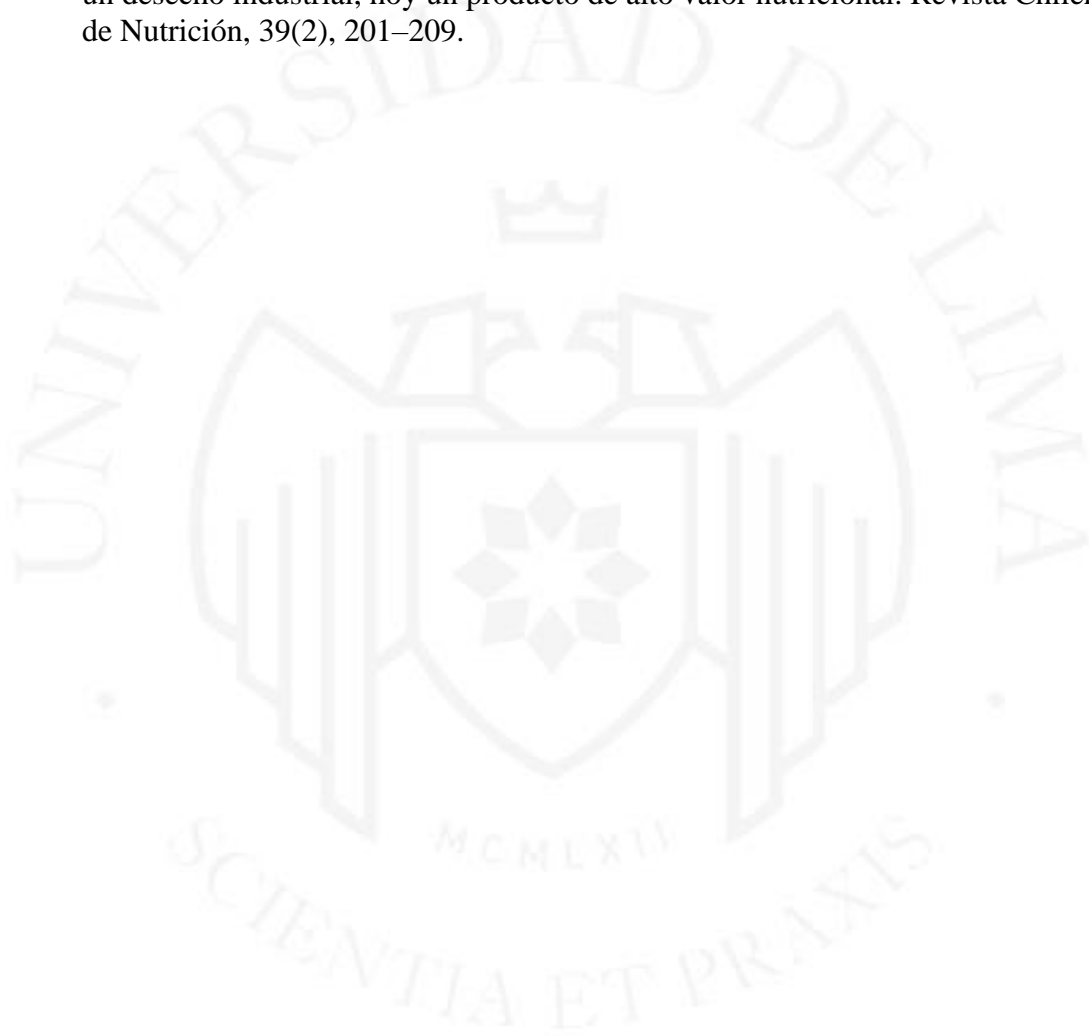 un desecho industrial, hoy un producto de alto valor nutricional. Revista
de Nutrición, 39(2), 201–209.
UNIVERSIDAD DE LIMA
MCMLXII
SCIENTIA ET PRAXIS